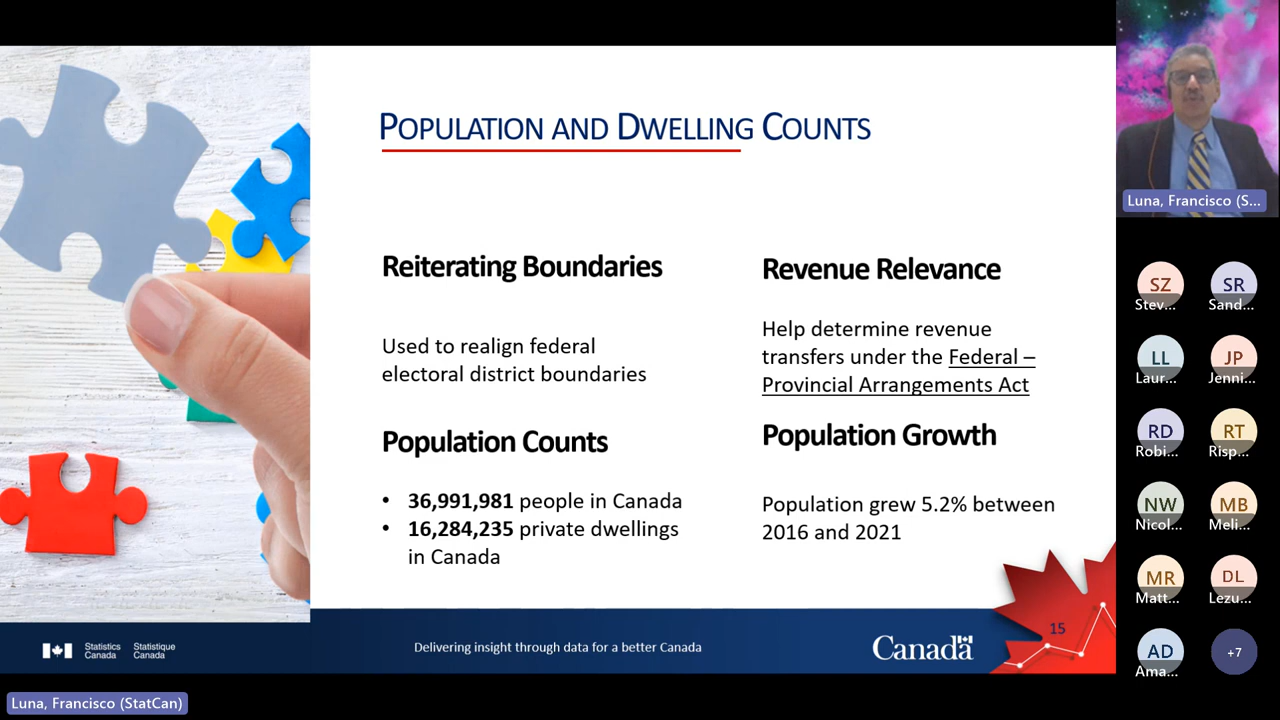 POPULATION AND DWELLING COUNTS
Reiterating Boundaries
Used to realign federal
electoral district boundaries
Revenue Relevance
Help determine revenue
transfers under the Federal –
Provincial Arrangements Act
Population Counts
• 36,991,981 people in Canada
• 16,284,235 private dwellings
in Canada
Population Growth
Population grew 5.2% between
2016 and 2021
Statistics Statistique
Canada Canada
Delivering insight through data for a better Canada
Canada
15
Luna, Francisco (StatCan)
Luna, Francisco (S...
SZ
Stev...
SR
Sand...
LL
Laur...
JP
Jenni...
RD
Robi...
RT
Risp...
NW
Nicol...
MB
Meli...
MR
Matt...
DL
Lezu...
AD
Ama...
+7